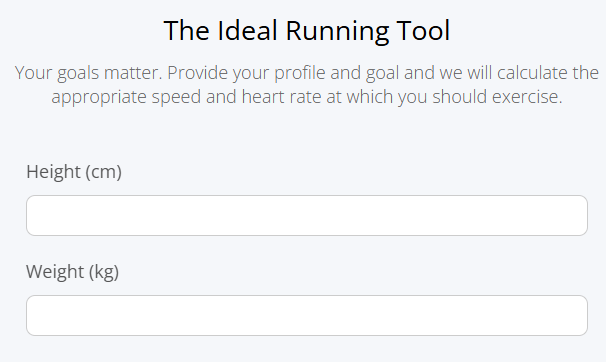 The Ideal Running Tool
Your goals matter. Provide your profile and goal and we will calculate the
appropriate speed and heart rate at which you should exercise.
Height (cm)
Weight (kg)